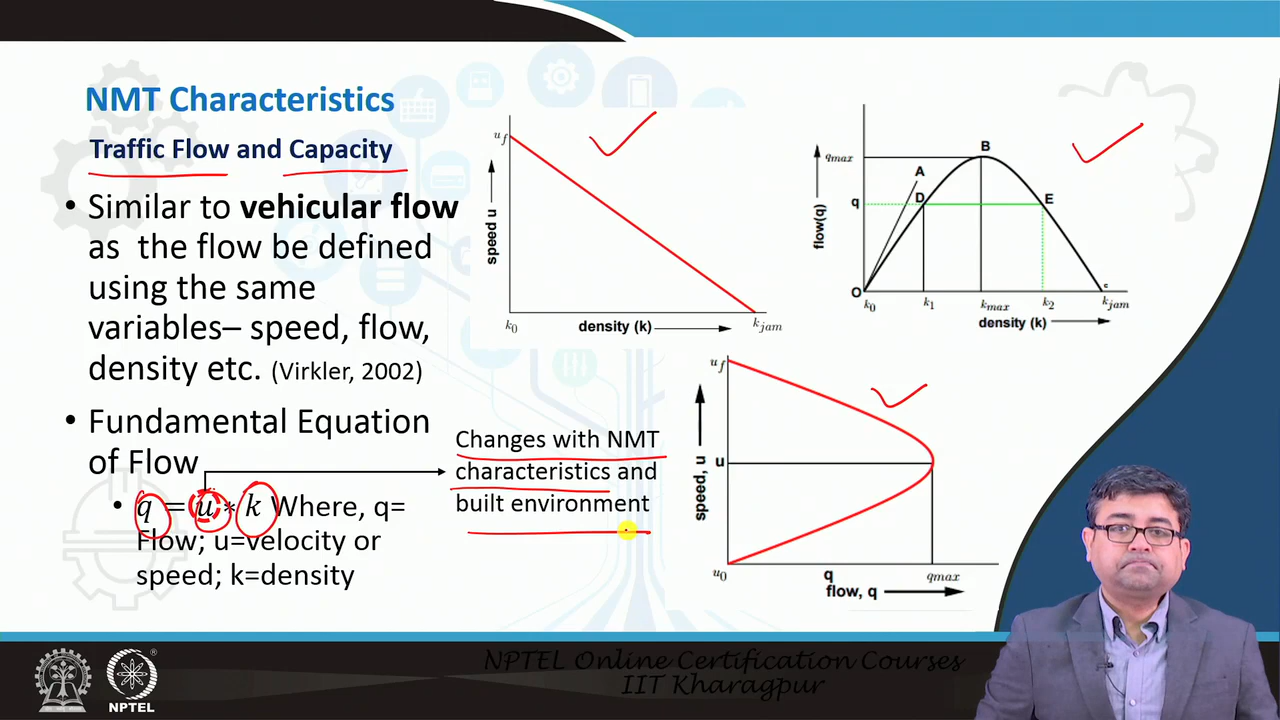 NMT Characteristics
Traffic Flow and Capacity
• Similar to vehicular flow
as the flow be defined
using the same
variables– speed, flow,
density etc. (Virkler, 2002)
• Fundamental Equation
of Flow
• q = u * k Where, q=
Flow; u=velocity or
speed; k=density
Changes with NMT
characteristics and
built environment
u_f
speed u
k_0
density (k)
k_jam
q_max
flow(q)
q
A
B
D
E
O
c
k_0
k_1
k_max
k_2
k_jam
density (k)
u_f
speed, u
u
u_0
q
q_max
flow, q
NPTEL Online Certification Courses
IIT Kharagpur
NPTEL
®